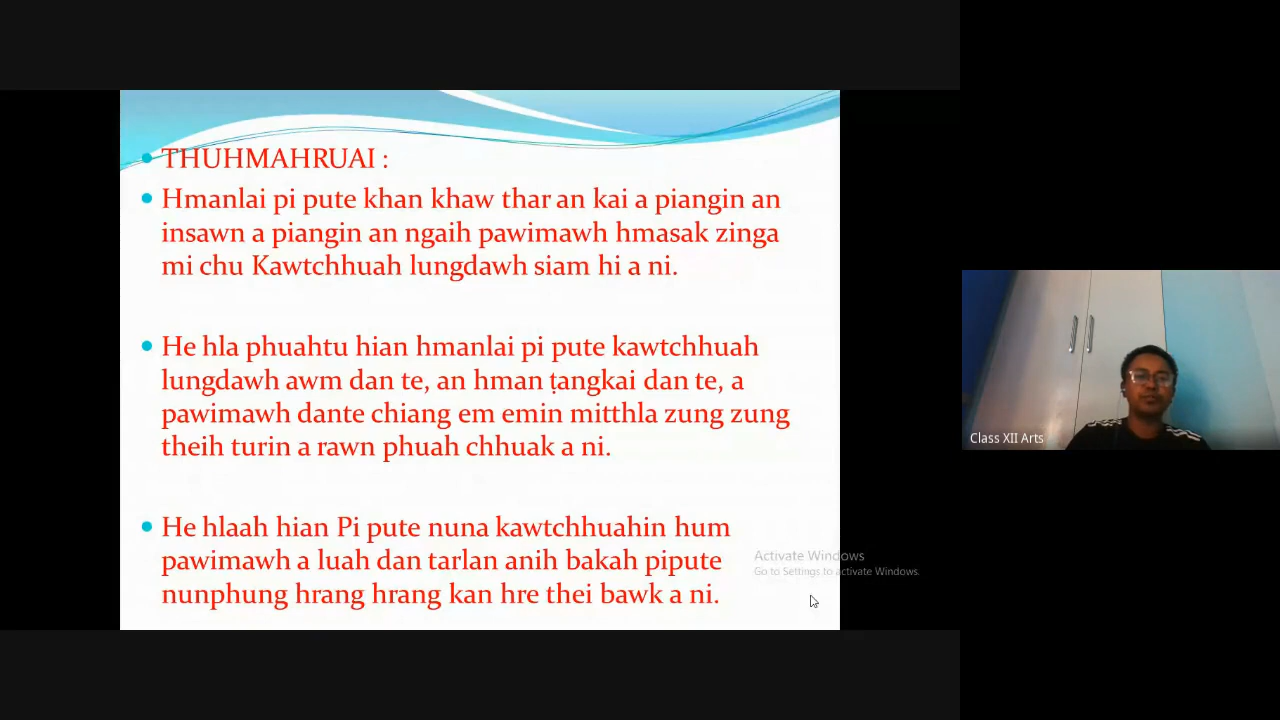 THUHMAHRUAI :
Hmanlai pi pute khan khaw thar an kai a piangin an
insawn a piangin an ngaih pawimawh hmasak zinga
mi chu Kawtchhuah lungdawh siam hi a ni.
He hla phuahtu hian hmanlai pi pute kawtchhuah
lungdawh awm dan te, an hman ṭangkai dan te, a
pawimawh dante chiang em emin mitthla zung zung
theih turin a rawn phuah chhuak a ni.
He hlaah hian Pi pute nuna kawtchhuahin hum
pawimawh a luah dan tarlan anih bakah pipute
nunphung hrang hrang kan hre thei bawk a ni.
Activate Windows
Go to Settings to activate Windows.
Class XII Arts